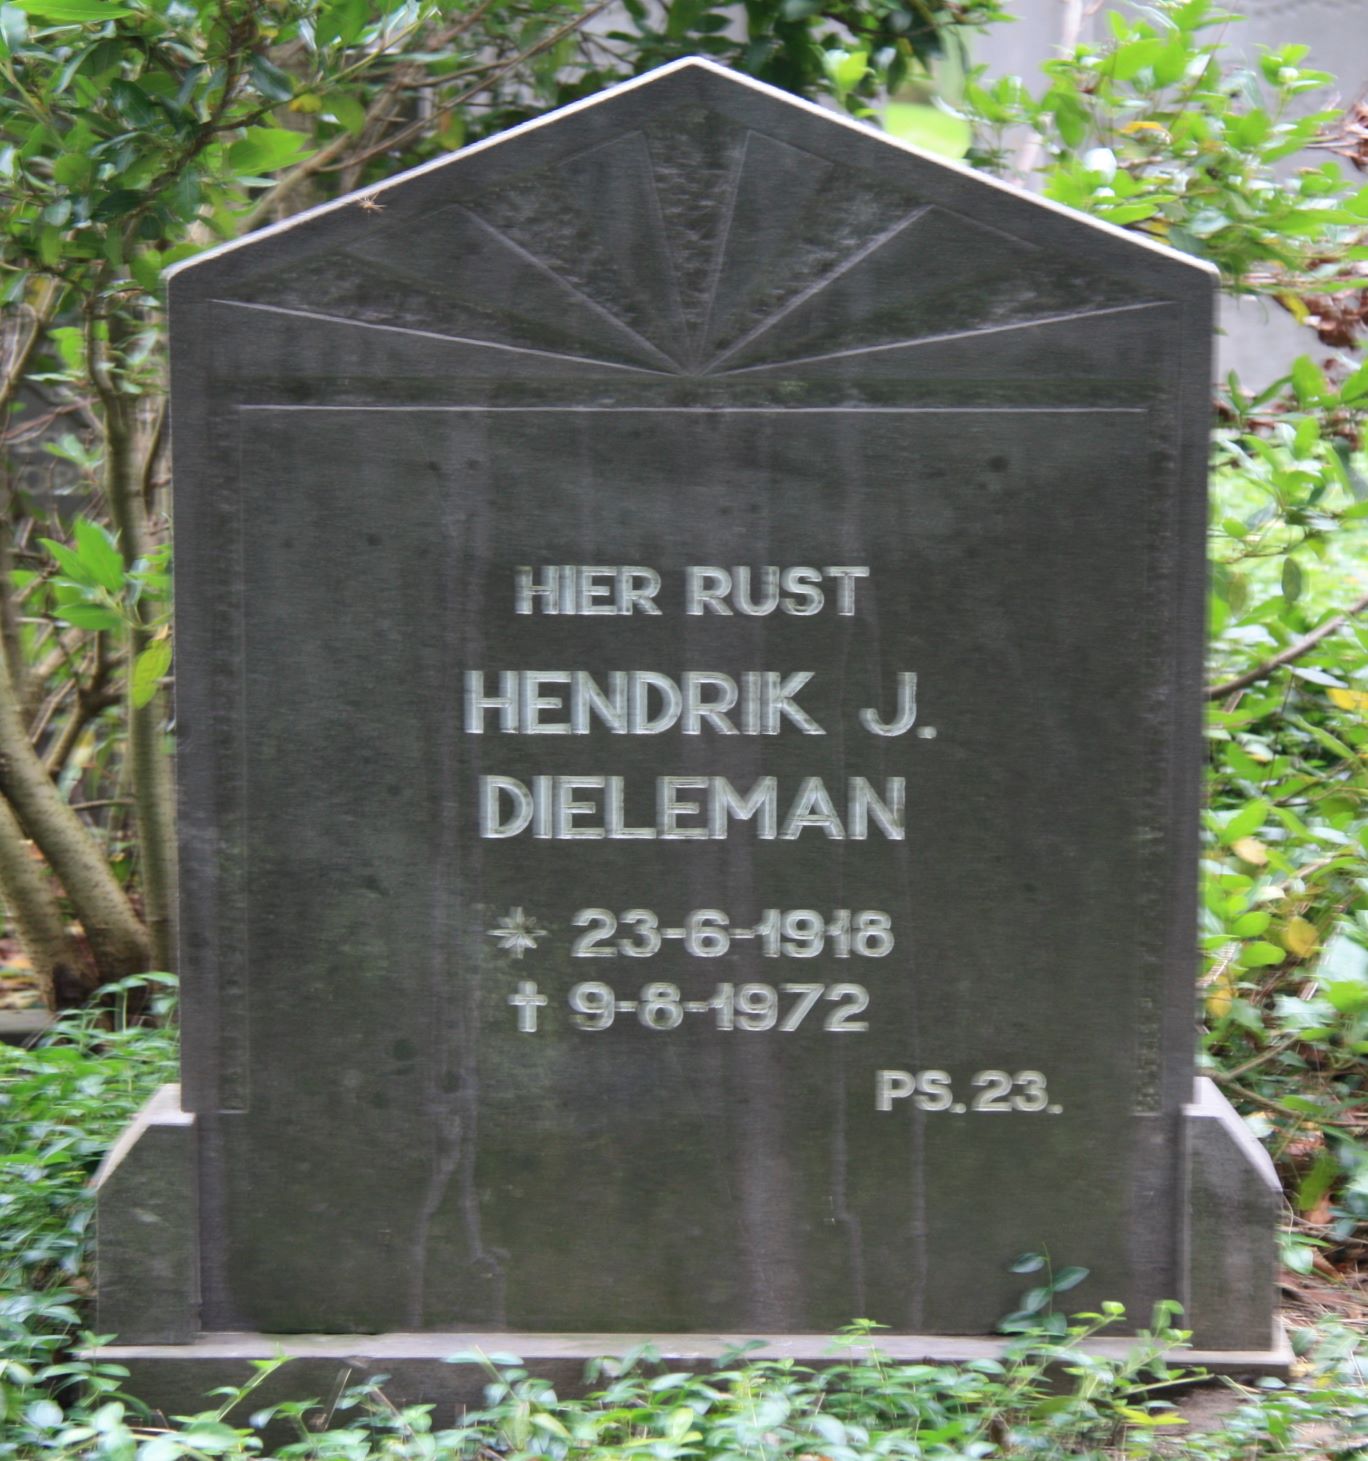 HIER RUST
HENDRIK J.
DIELEMAN
* 23-6-1918
† 9-8-1972
PS. 23.